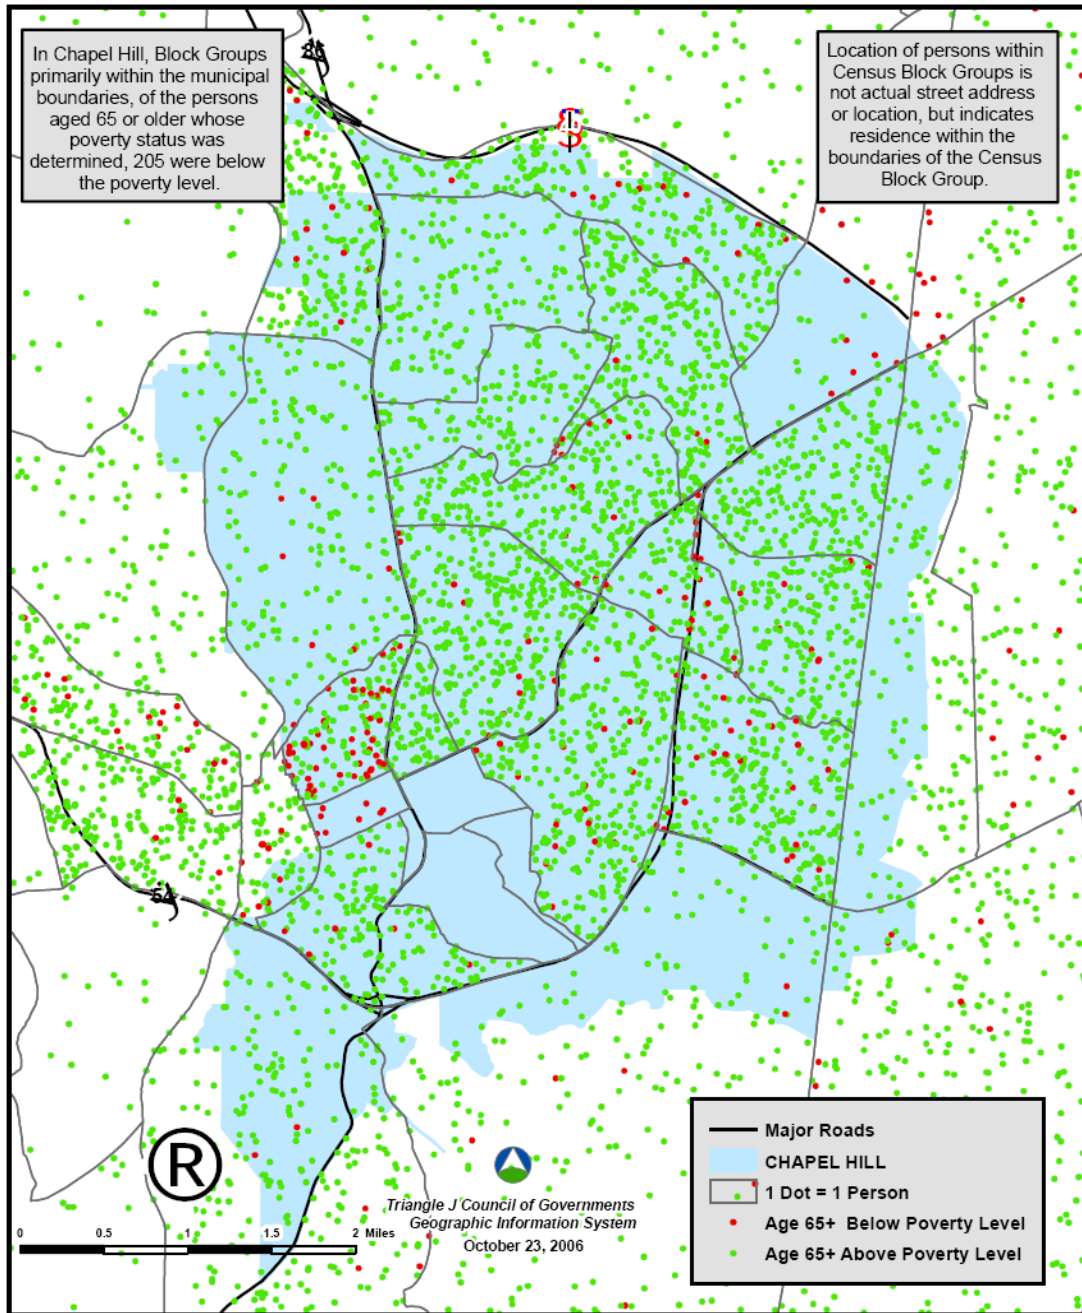 In Chapel Hill, Block Groups
primarily within the municipal
boundaries, of the persons
aged 65 or older whose
poverty status was
determined, 205 were below
the poverty level.
Location of persons within
Census Block Groups is
not actual street address
or location, but indicates
residence within the
boundaries of the Census
Block Group.
54
®
0 0.5 1 1.5 2 Miles
Triangle J Council of Governments
Geographic Information System
October 23, 2006
Major Roads
CHAPEL HILL
1 Dot = 1 Person
Age 65+ Below Poverty Level
Age 65+ Above Poverty Level